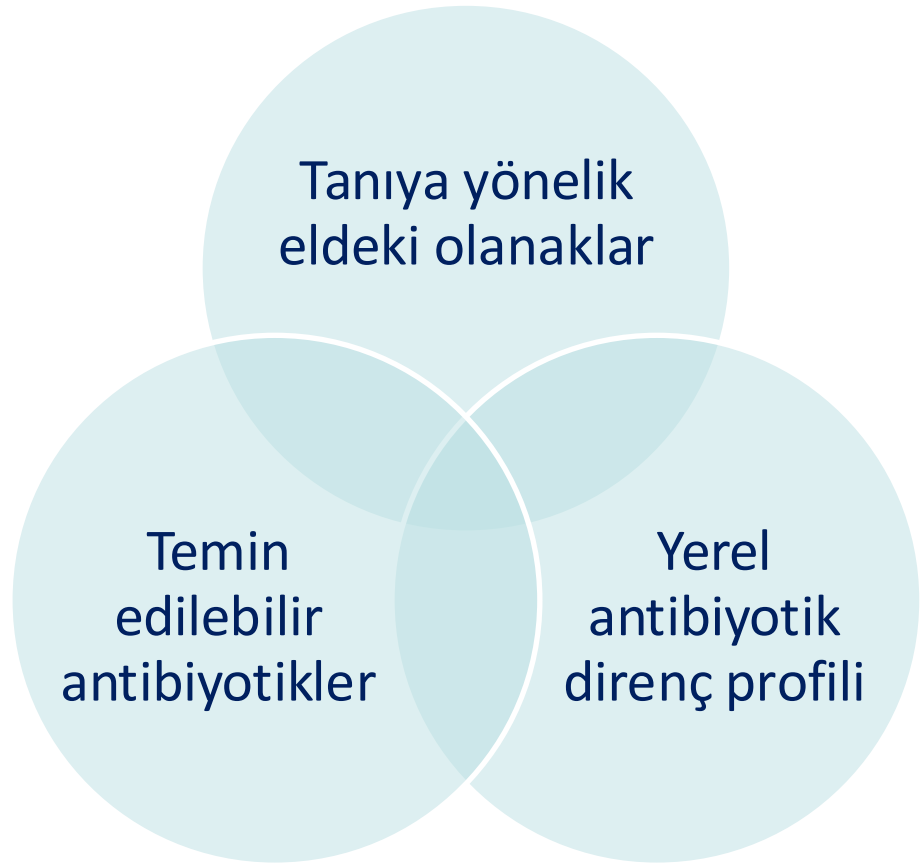 Tanıya yönelik
eldeki olanaklar
Temin
edilebilir
antibiyotikler
Yerel
antibiyotik
direnç profili